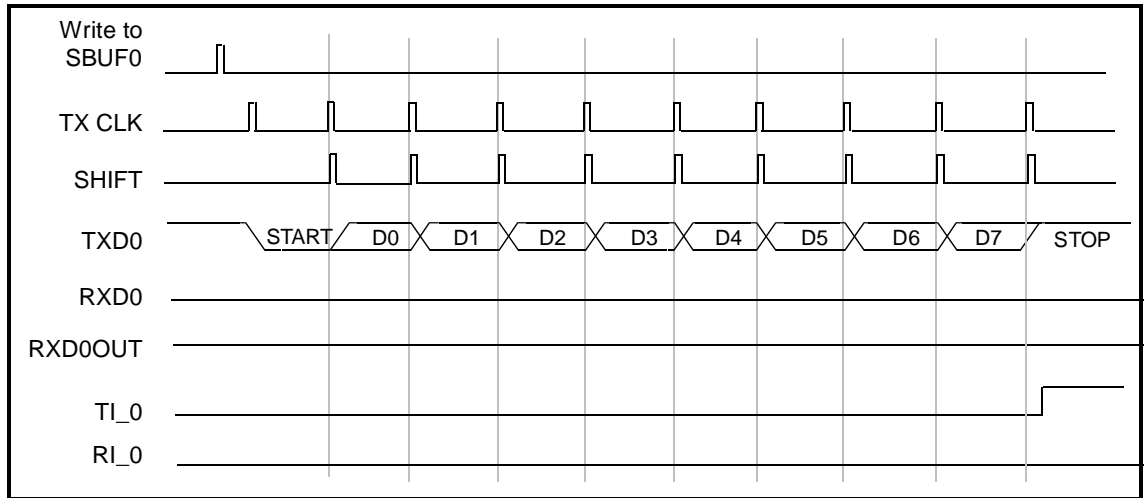 Write to
SBUF0
TX CLK
SHIFT
TXD0 START D0 D1 D2 D3 D4 D5 D6 D7 STOP
RXD0
RXD0OUT
TI_0
RI_0